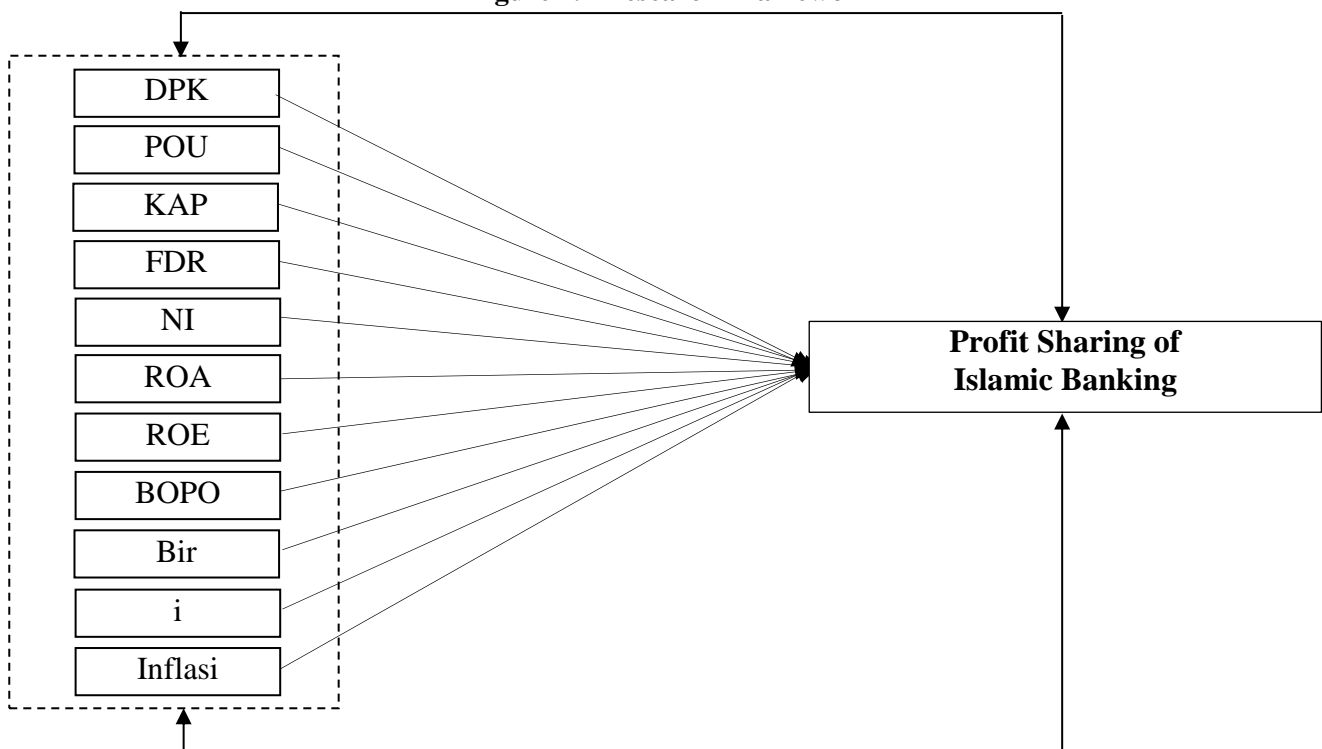 DPK
POU
KAP
FDR
NI
ROA
ROE
BOPO
Bir
i
Inflasi
Profit Sharing of
Islamic Banking